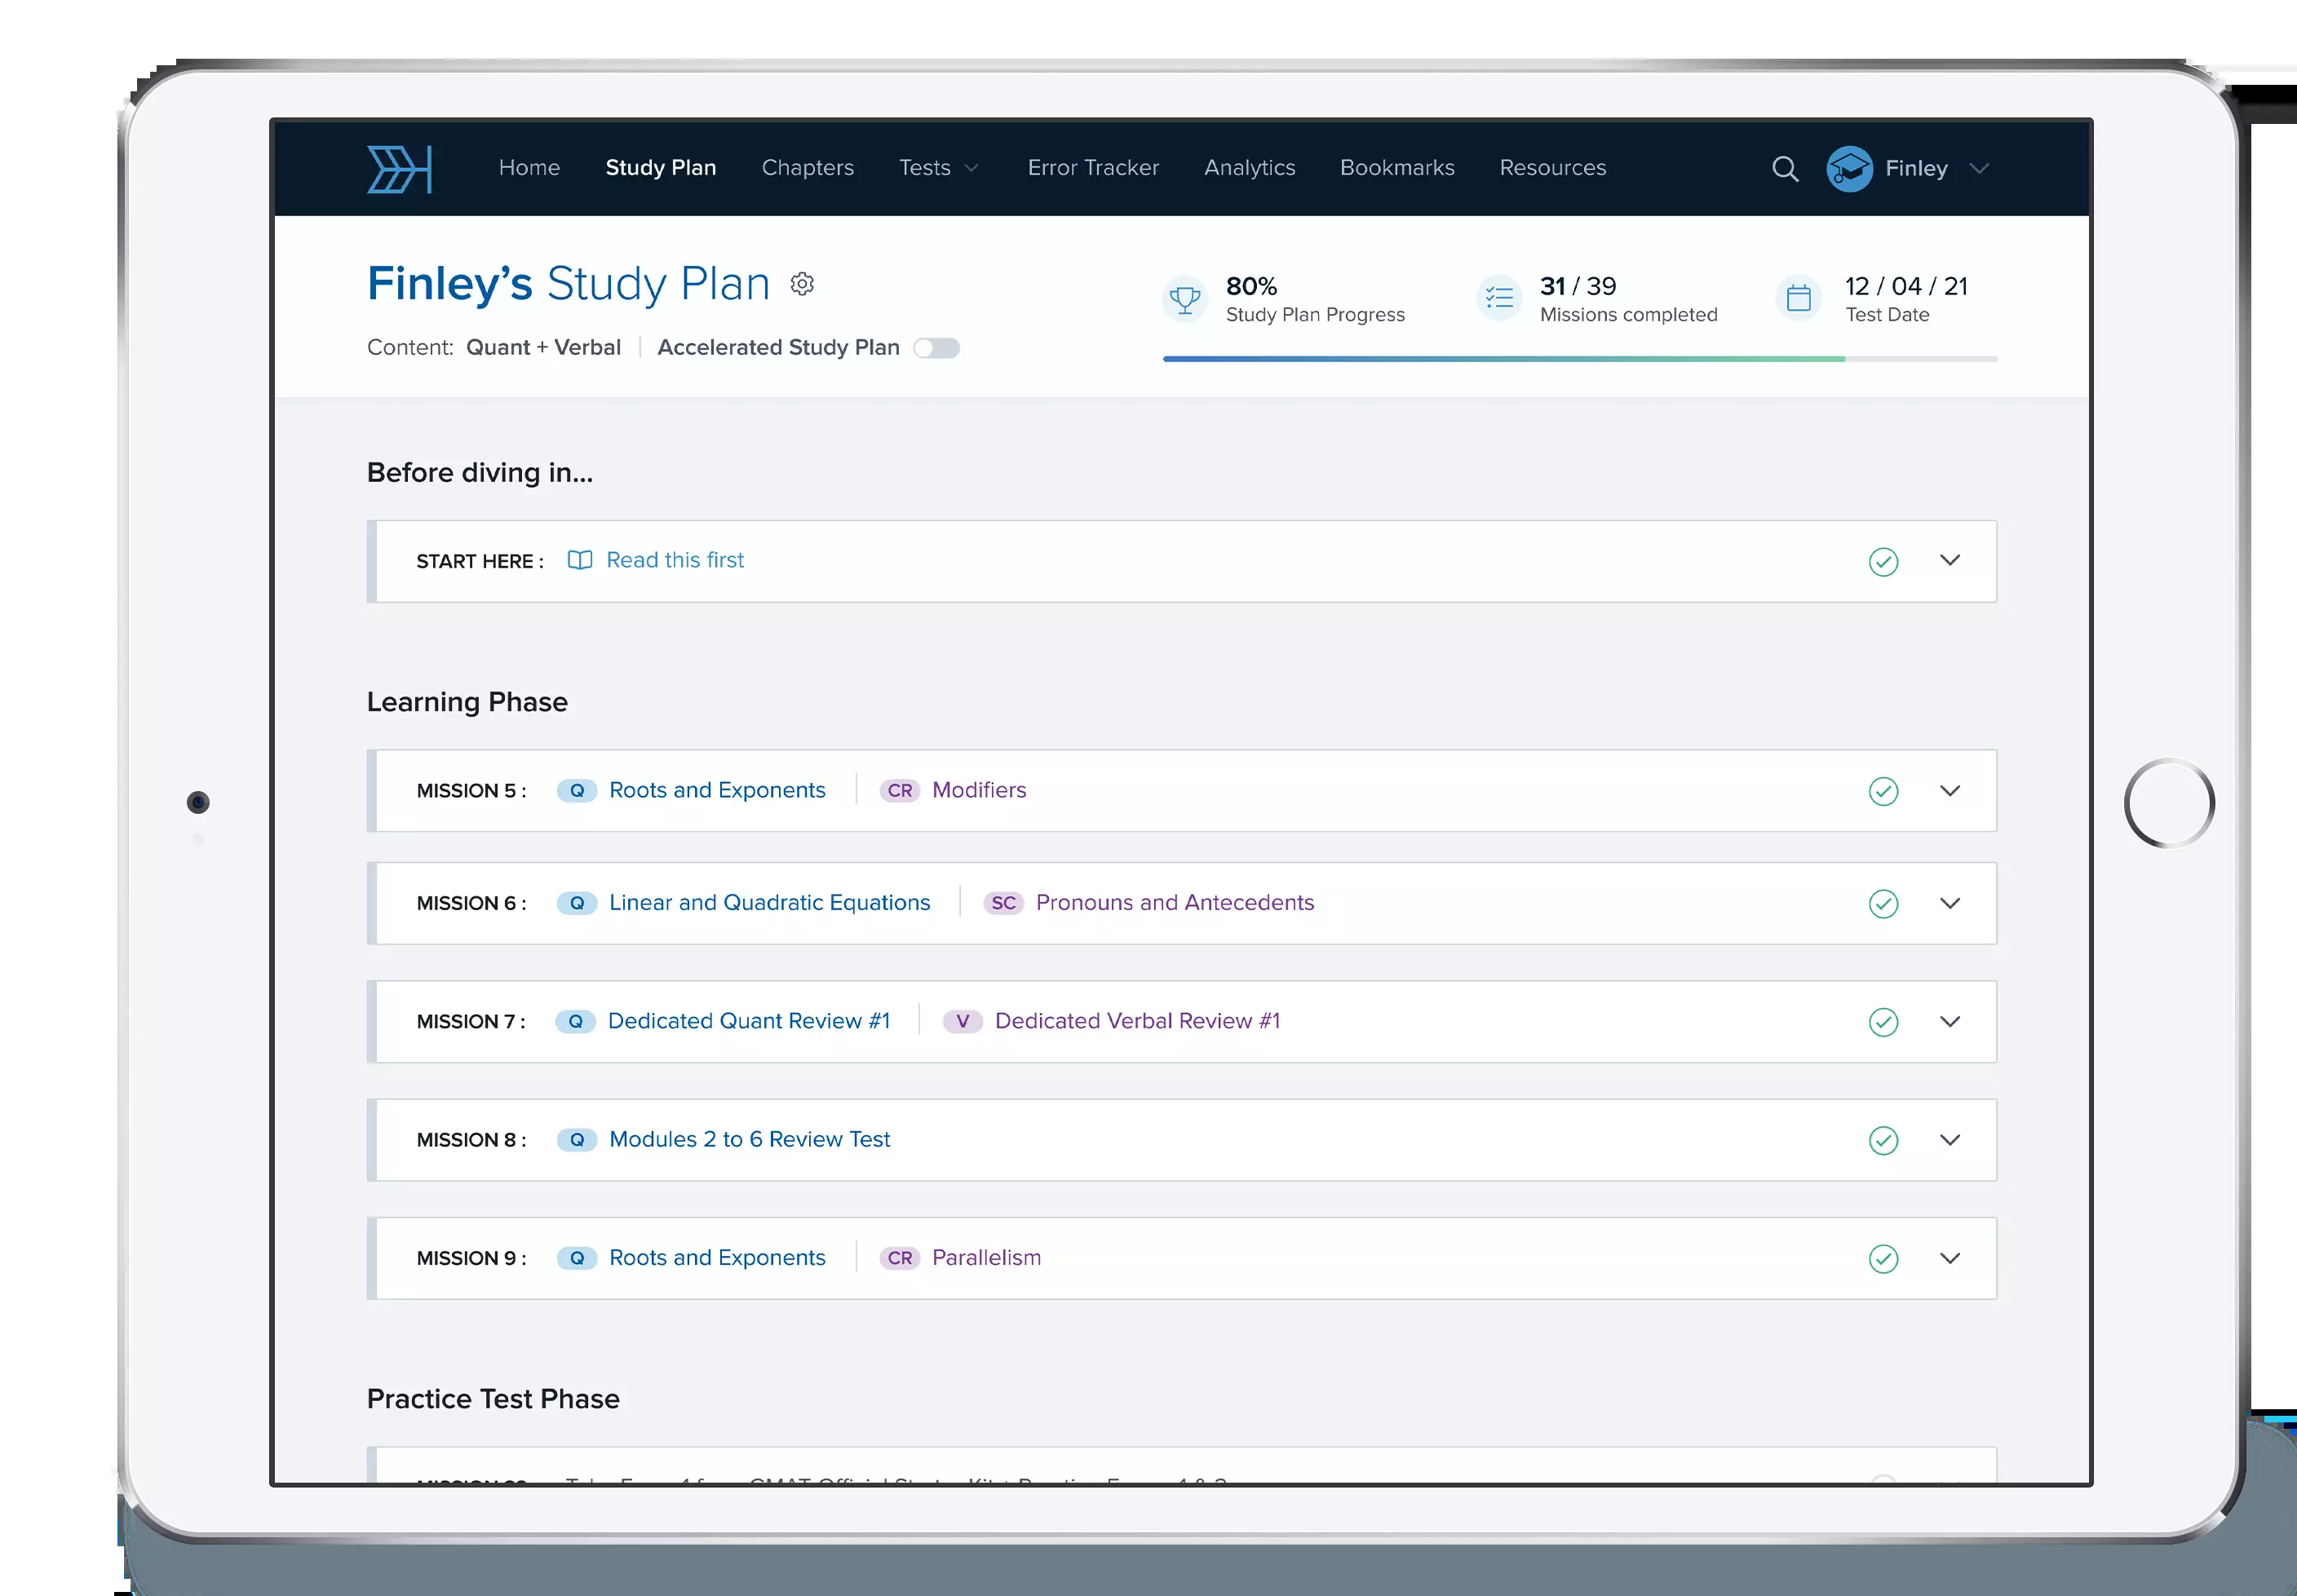 Home Study Plan Chapters Tests Error Tracker Analytics Bookmarks Resources Finley
Finley's Study Plan
Content: Quant + Verbal Accelerated Study Plan
80%
Study Plan Progress
31 / 39
Missions completed
12 / 04 / 21
Test Date
Before diving in...
START HERE : Read this first
Learning Phase
MISSION 5 : Q Roots and Exponents CR Modifiers
MISSION 6 : Q Linear and Quadratic Equations SC Pronouns and Antecedents
MISSION 7 : Q Dedicated Quant Review #1 V Dedicated Verbal Review #1
MISSION 8 : Q Modules 2 to 6 Review Test
MISSION 9 : Q Roots and Exponents CR Parallelism
Practice Test Phase